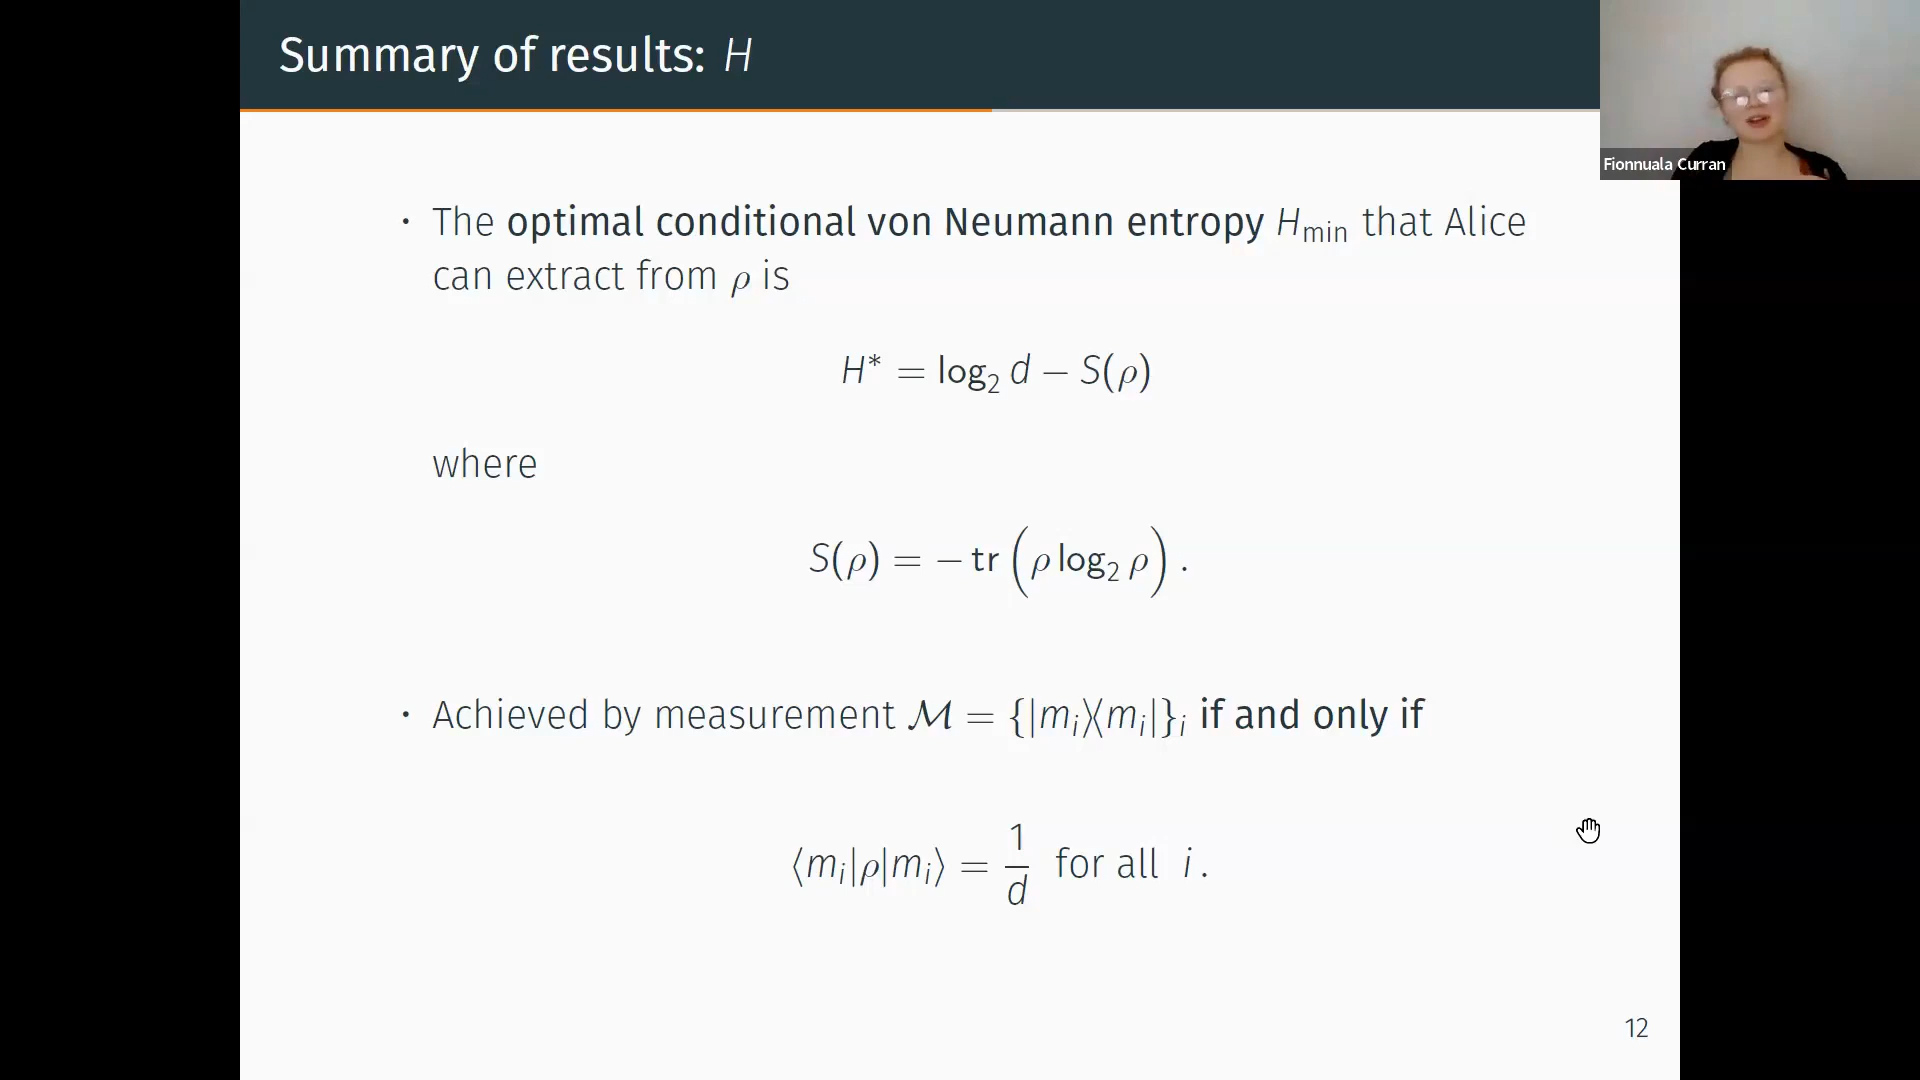 Summary of results: H
Fionnuala Curran
• The optimal conditional von Neumann entropy H_min that Alice
can extract from ρ is
H* = log₂ d − S(ρ)
where
S(ρ) = − tr (ρ log₂ ρ) .
• Achieved by measurement ℳ = {|mᵢ⟩⟨mᵢ|}ᵢ if and only if
⟨mᵢ|ρ|mᵢ⟩ = 1/d for all i .
12